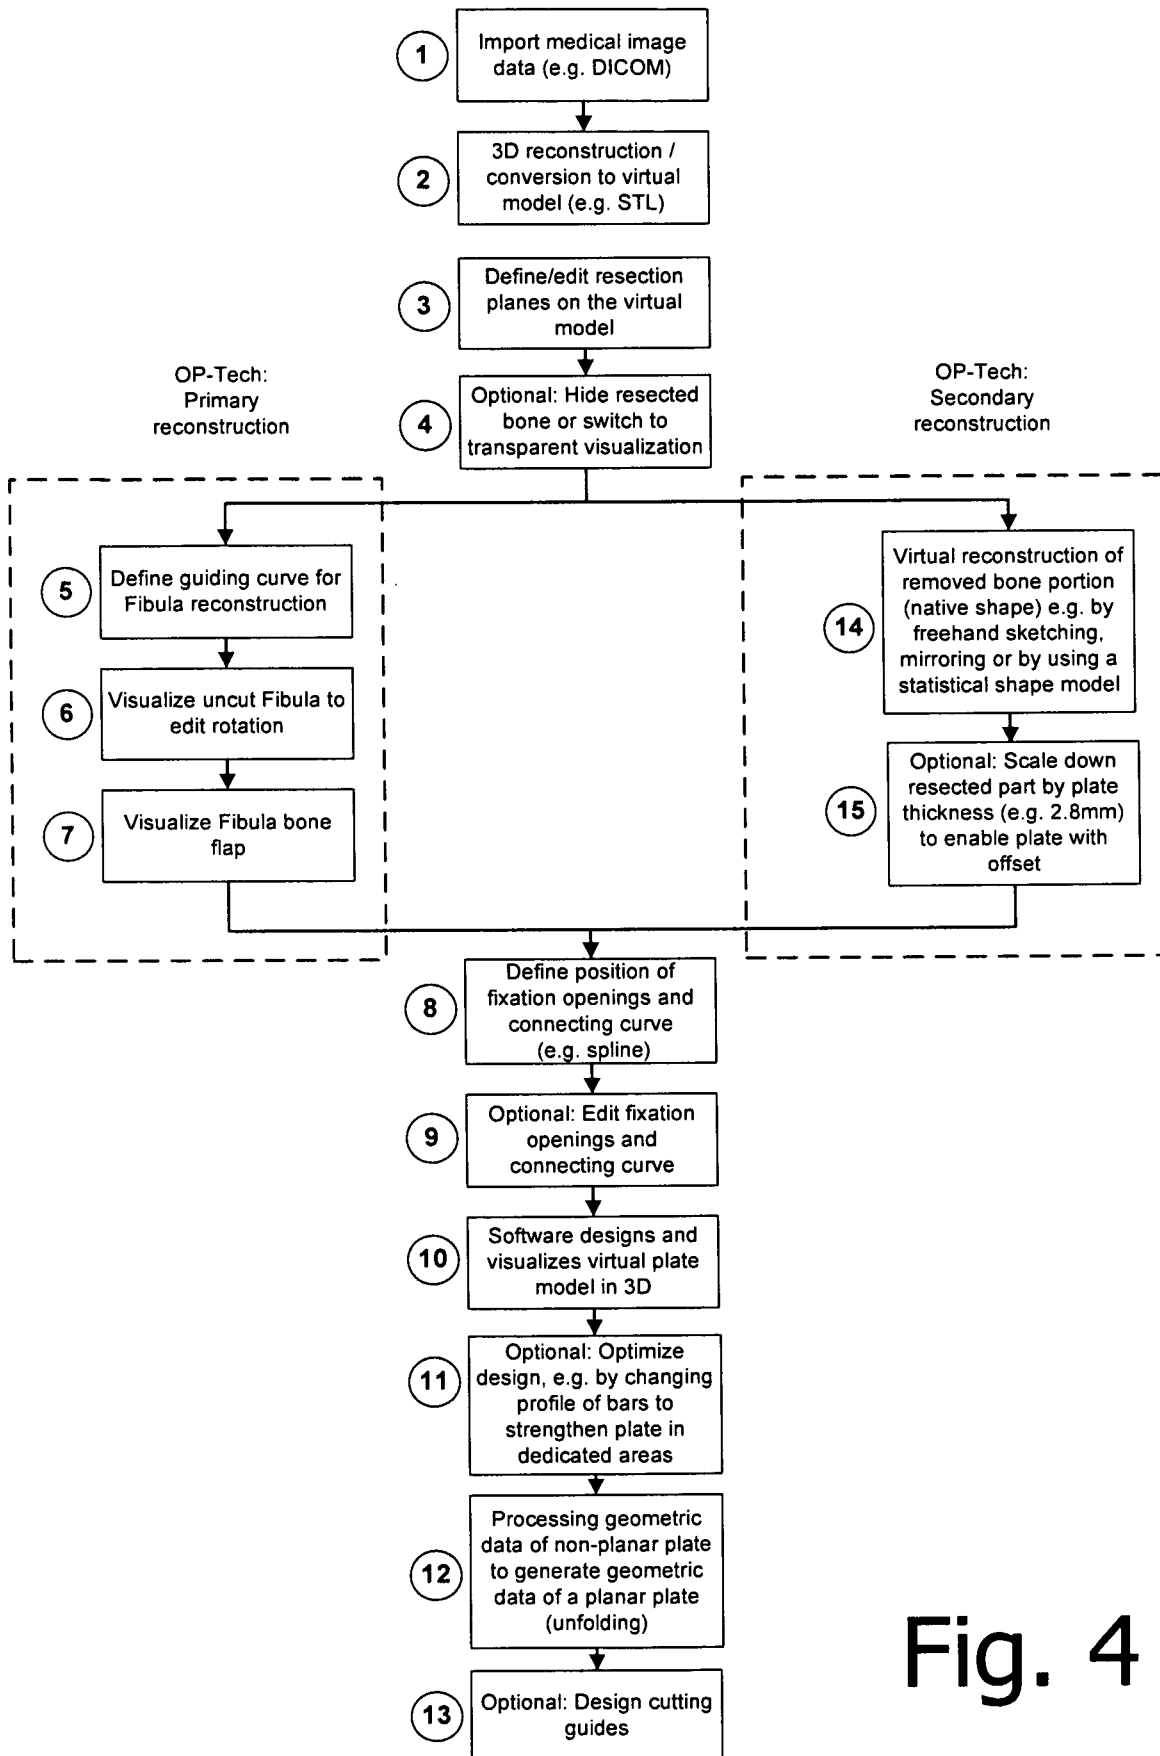 1
Import medical image
data (e.g. DICOM)
2
3D reconstruction /
conversion to virtual
model (e.g. STL)
3
Define/edit resection
planes on the virtual
model
OP-Tech:
Primary
reconstruction
4
Optional: Hide resected
bone or switch to
transparent visualization
OP-Tech:
Secondary
reconstruction
5
Define guiding curve for
Fibula reconstruction
6
Visualize uncut Fibula to
edit rotation
7
Visualize Fibula bone
flap
14
Virtual reconstruction of
removed bone portion
(native shape) e.g. by
freehand sketching,
mirroring or by using a
statistical shape model
15
Optional: Scale down
resected part by plate
thickness (e.g. 2.8mm)
to enable plate with
offset
8
Define position of
fixation openings and
connecting curve
(e.g. spline)
9
Optional: Edit fixation
openings and
connecting curve
10
Software designs and
visualizes virtual plate
model in 3D
11
Optional: Optimize
design, e.g. by changing
profile of bars to
strengthen plate in
dedicated areas
12
Processing geometric
data of non-planar plate
to generate geometric
data of a planar plate
(unfolding)
13
Optional: Design cutting
guides
Fig. 4